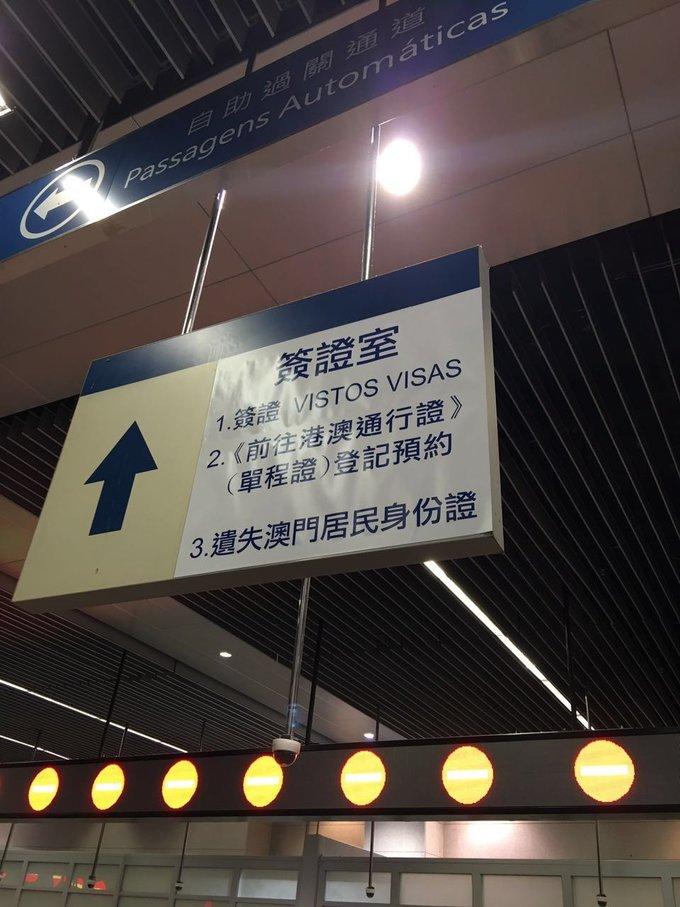 自助過關通道
Passagens Automáticas
簽證室
1.簽證 VISTOS VISAS
2.《前往港澳通行證》
（單程證）登記預約
3.遺失澳門居民身份證